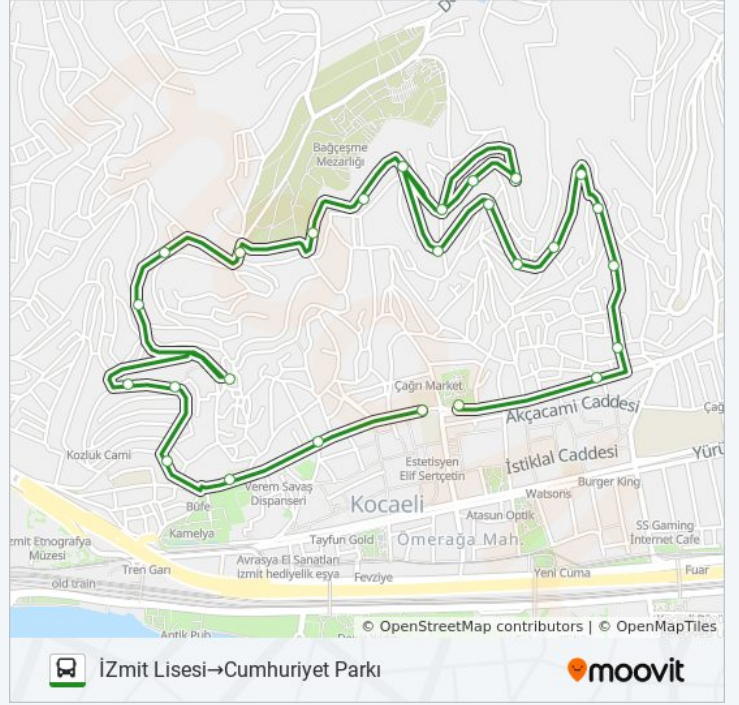 Bağçeşme
Mezarlığı
Çağrı Market
Akçacami Caddesi
Çağ
Kozluk Cami
Estetisyen
Elif Sertçetin
İstiklal Caddesi
Yürü
Verem Savaş
Dispanseri
Burger King
Watsons
Büfe
Kocaeli
Atasun Optik
Kamelya
Tayfun Gold
Ömerağa Mah.
SS Gaming
İnternet Cafe
zmit Etnografya
Müzesi
Tren Garı
Avrasya El Sanatları
izmit hediyelik eşya
Fevziye
Yeni Cuma
Fuar
old train
Antik Pub
© OpenStreetMap contributors | © OpenMapTiles
İZmit Lisesi→Cumhuriyet Parkı
moovit